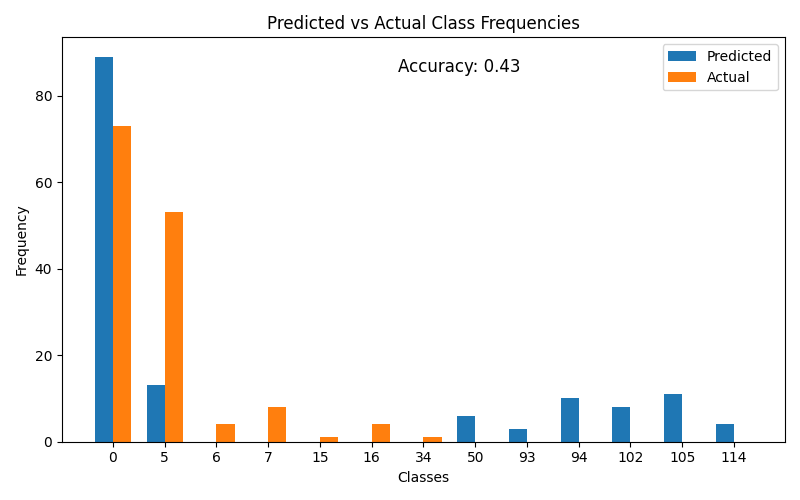 Predicted vs Actual Class Frequencies
Accuracy: 0.43
Predicted
Actual
Frequency
80
60
40
20
0
0 5 6 7 15 16 34 50 93 94 102 105 114
Classes